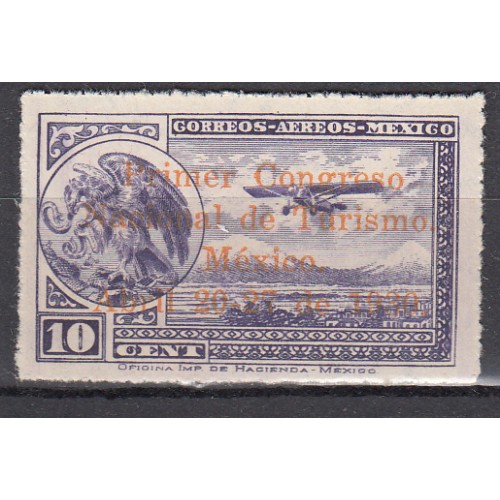 CORREOS-AEREOS-MEXICO
Primer Congreso
Nacional de Turismo.
México.
Abril 20-27 de 1930.
10
CENT
OFICINA IMP. DE HACIENDA-MÉXICO